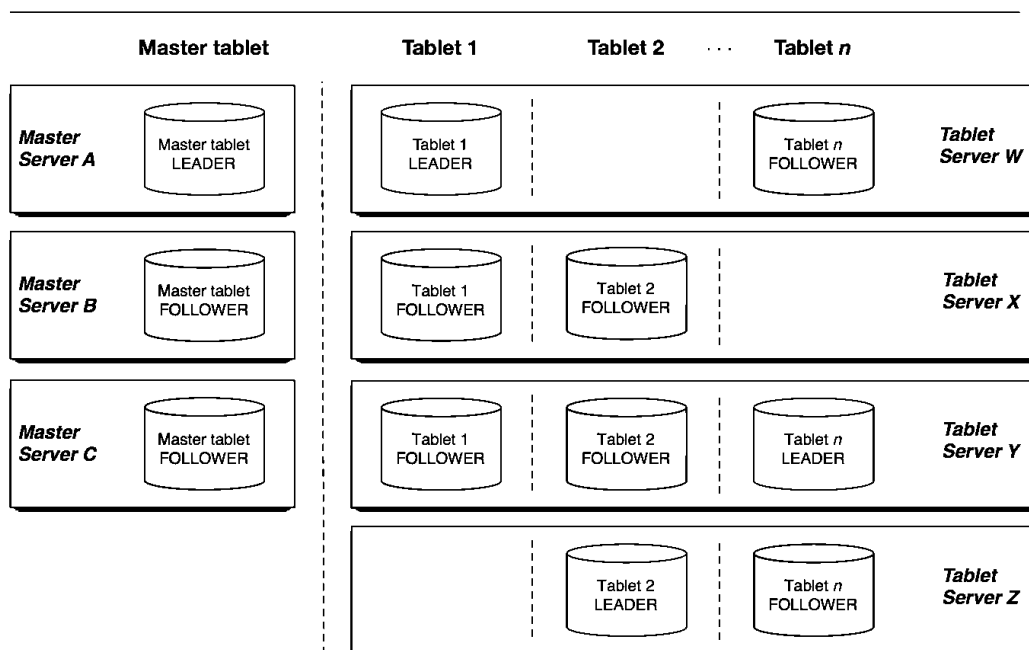 Master tablet Tablet 1 Tablet 2 · · · Tablet n
Master
Server A
Master tablet
LEADER
Tablet 1
LEADER
Tablet n
FOLLOWER
Tablet
Server W
Master
Server B
Master tablet
FOLLOWER
Tablet 1
FOLLOWER
Tablet 2
FOLLOWER
Tablet
Server X
Master
Server C
Master tablet
FOLLOWER
Tablet 1
FOLLOWER
Tablet 2
FOLLOWER
Tablet n
LEADER
Tablet
Server Y
Tablet 2
LEADER
Tablet n
FOLLOWER
Tablet
Server Z